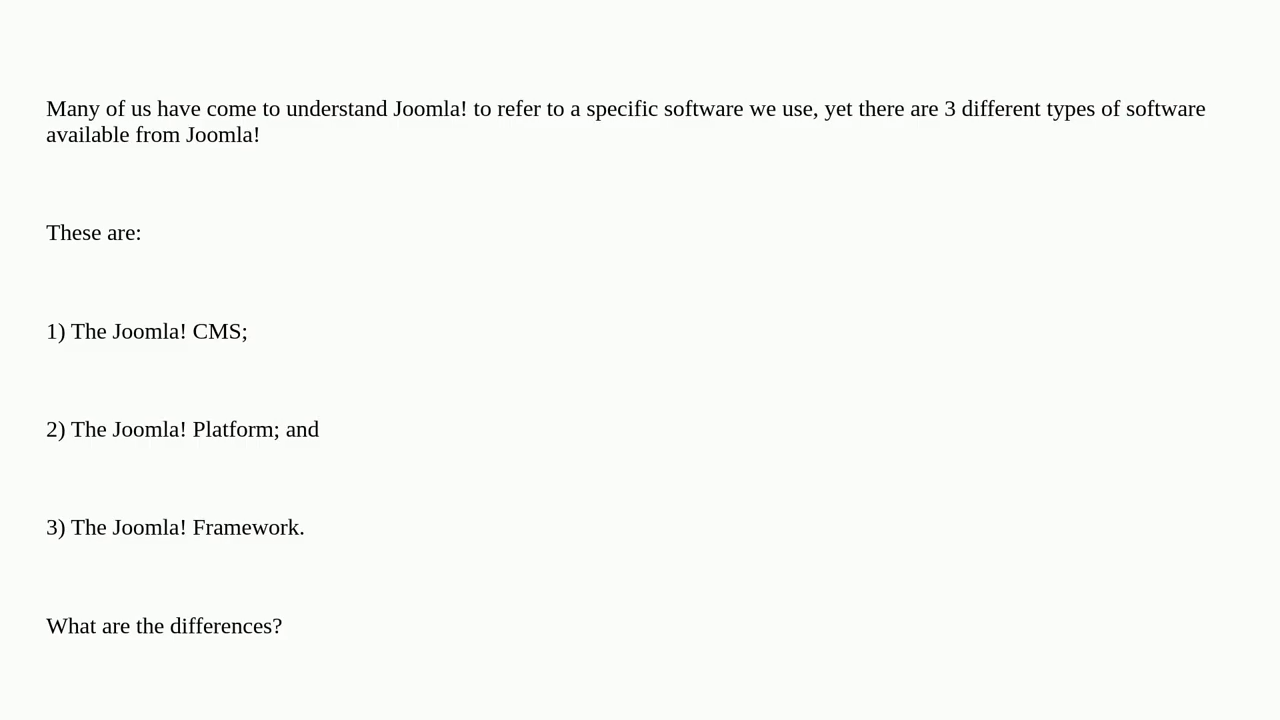 Many of us have come to understand Joomla! to refer to a specific software we use, yet there are 3 different types of software
available from Joomla!
These are:
1) The Joomla! CMS;
2) The Joomla! Platform; and
3) The Joomla! Framework.
What are the differences?